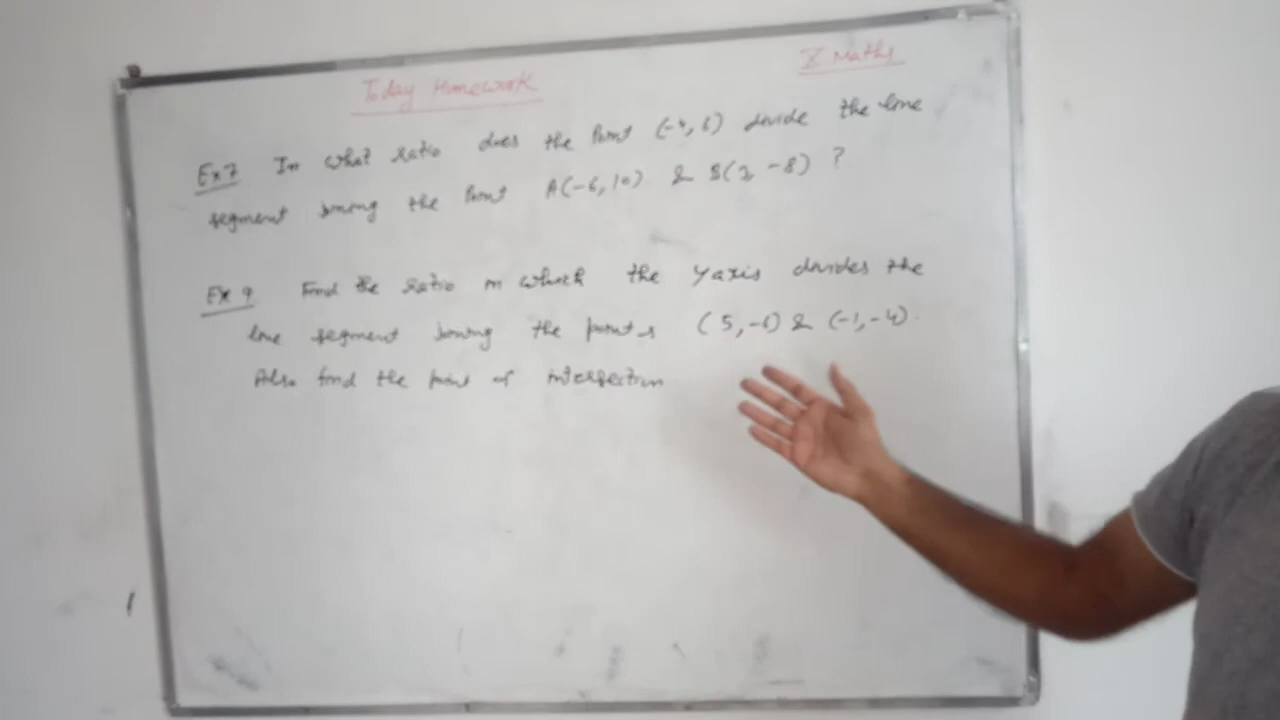 Today Homework
X Maths
Ex 7 In what ratio does the point (-4, 6) divide the line
segment joining the point A(-6, 10) & B(3, -8) ?
Ex 9 Find the ratio in which the y axis divides the
line segment joining the points (5, -6) & (-1, -4).
Also find the point of intersection